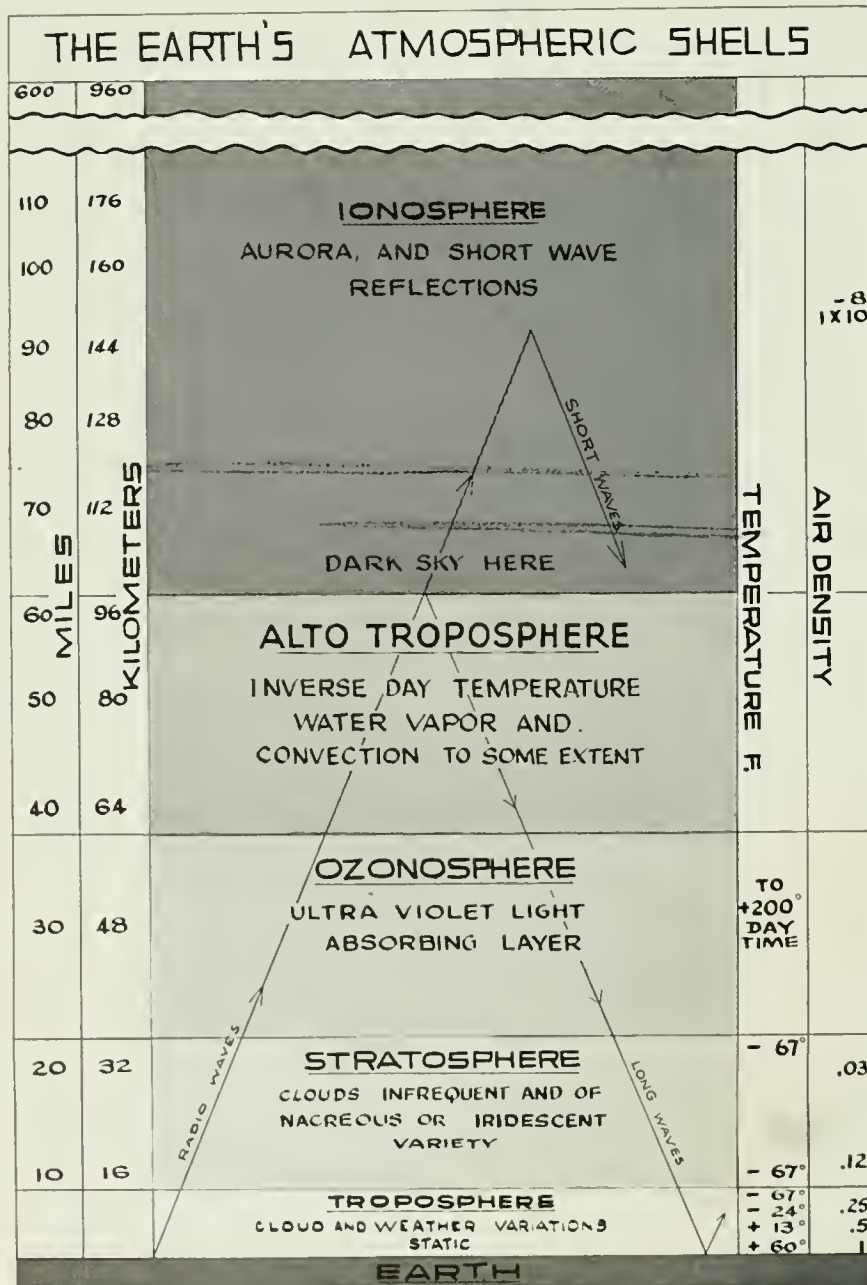 THE EARTH'S ATMOSPHERIC SHELLS
600 960
110 176
IONOSPHERE
AURORA, AND SHORT WAVE
100 160
REFLECTIONS
-8
1X10
90 144
80 128
SHORT WAVES
70 112
MILES
KILOMETERS
TEMPERATURE F.
AIR DENSITY
DARK SKY HERE
60 96
ALTO TROPOSPHERE
INVERSE DAY TEMPERATURE
50 80
WATER VAPOR AND.
CONVECTION TO SOME EXTENT
40 64
OZONOSPHERE
TO
+200°
DAY
TIME
ULTRA VIOLET LIGHT
30 48
ABSORBING LAYER
RADIO WAVES
LONG WAVES
- 67°
STRATOSPHERE
20 32
.03
CLOUDS INFREQUENT AND OF
NACREOUS OR IRIDESCENT
VARIETY
10 16
- 67°
.12
TROPOSPHERE
- 67°
- 24°
.25
CLOUD AND WEATHER VARIATIONS
+ 13°
.5
STATIC
+ 60°
1
EARTH